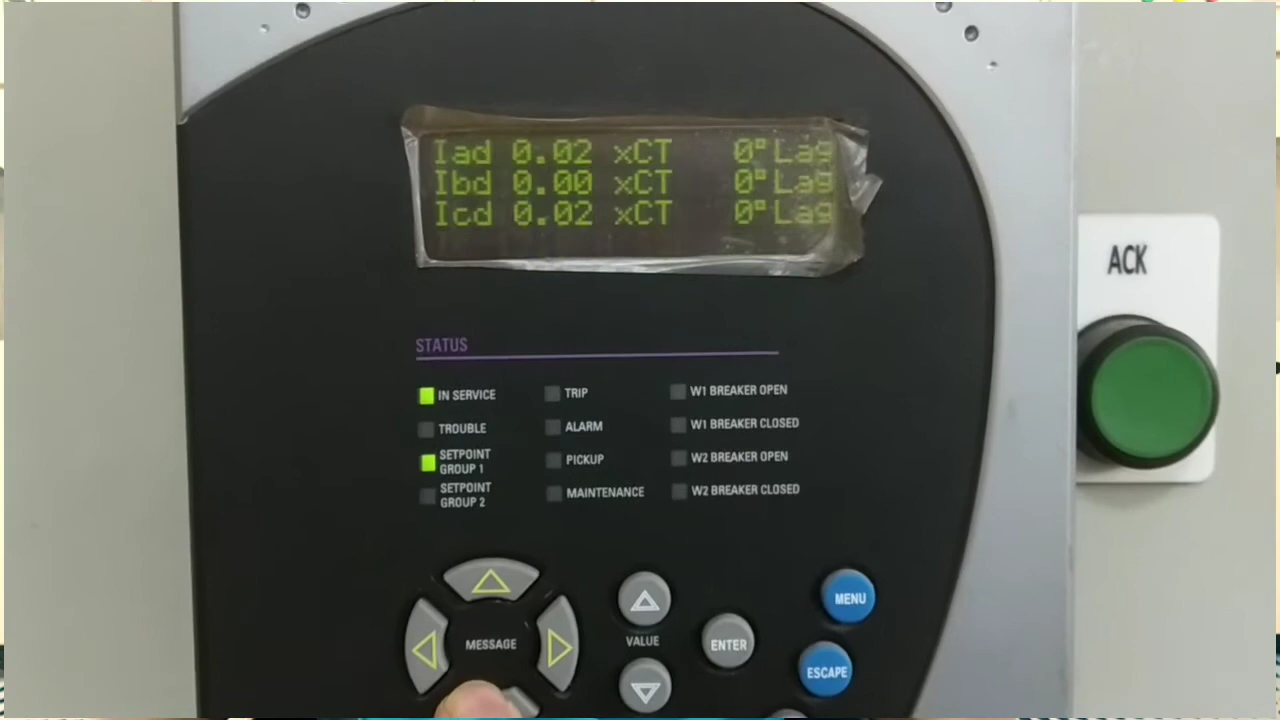 Iad 0.02 xCT 0° Lag
Ibd 0.00 xCT 0° Lag
Icd 0.02 xCT 0° Lag
ACK
STATUS
IN SERVICE
TRIP
W1 BREAKER OPEN
TROUBLE
ALARM
W1 BREAKER CLOSED
SETPOINT
GROUP 1
PICKUP
W2 BREAKER OPEN
SETPOINT
GROUP 2
MAINTENANCE
W2 BREAKER CLOSED
MESSAGE
VALUE
ENTER
MENU
ESCAPE